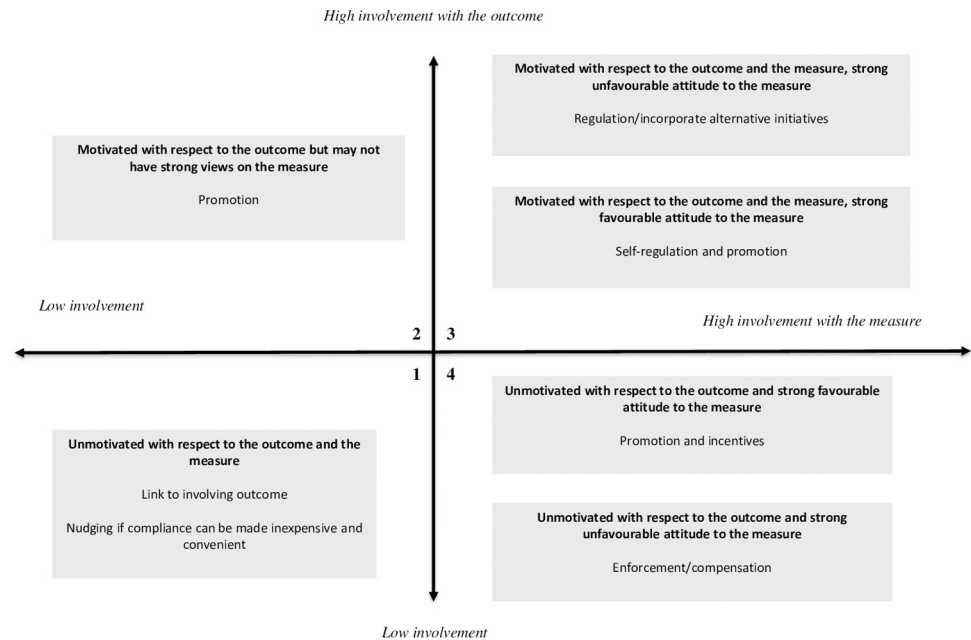 High involvement with the outcome
Motivated with respect to the outcome and the measure, strong
unfavourable attitude to the measure
Regulation/incorporate alternative initiatives
Motivated with respect to the outcome but may not
have strong views on the measure
Promotion
Motivated with respect to the outcome and the measure, strong
favourable attitude to the measure
Self-regulation and promotion
Low involvement
High involvement with the measure
2 3
1 4
Unmotivated with respect to the outcome and strong favourable
attitude to the measure
Promotion and incentives
Unmotivated with respect to the outcome and the
measure
Link to involving outcome
Nudging if compliance can be made inexpensive and
convenient
Unmotivated with respect to the outcome and strong
unfavourable attitude to the measure
Enforcement/compensation
Low involvement